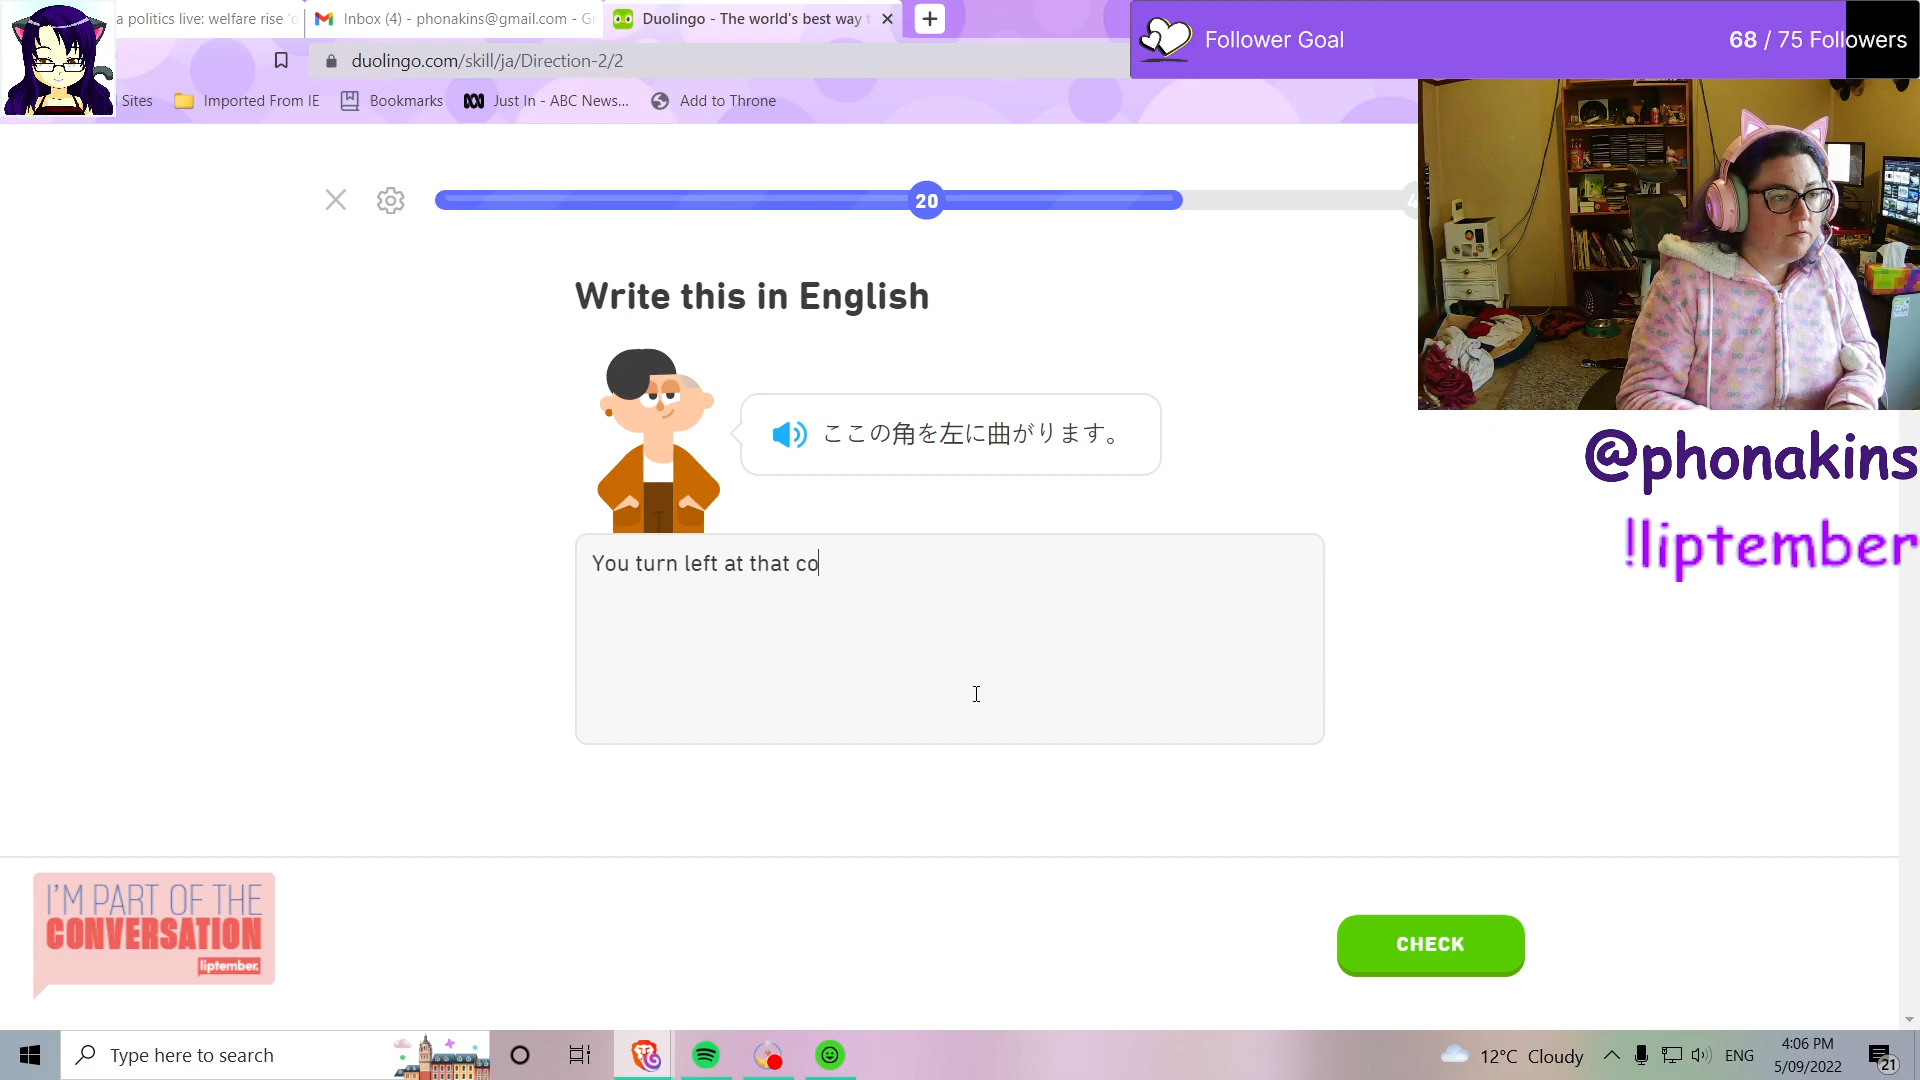 a politics live: welfare rise 'd
Inbox (4) - phonakins@gmail.com - Gr
Duolingo - The world's best way t
duolingo.com/skill/ja/Direction-2/2
Sites
Imported From IE
Bookmarks
Just In - ABC News...
Add to Throne
Follower Goal
68 / 75 Followers
20
Write this in English
ここの角を左に曲がります。
You turn left at that co
@phonakins
!liptember
I'M PART OF THE
CONVERSATION
liptember.
CHECK
Type here to search
12°C Cloudy
ENG
4:06 PM
5/09/2022
21